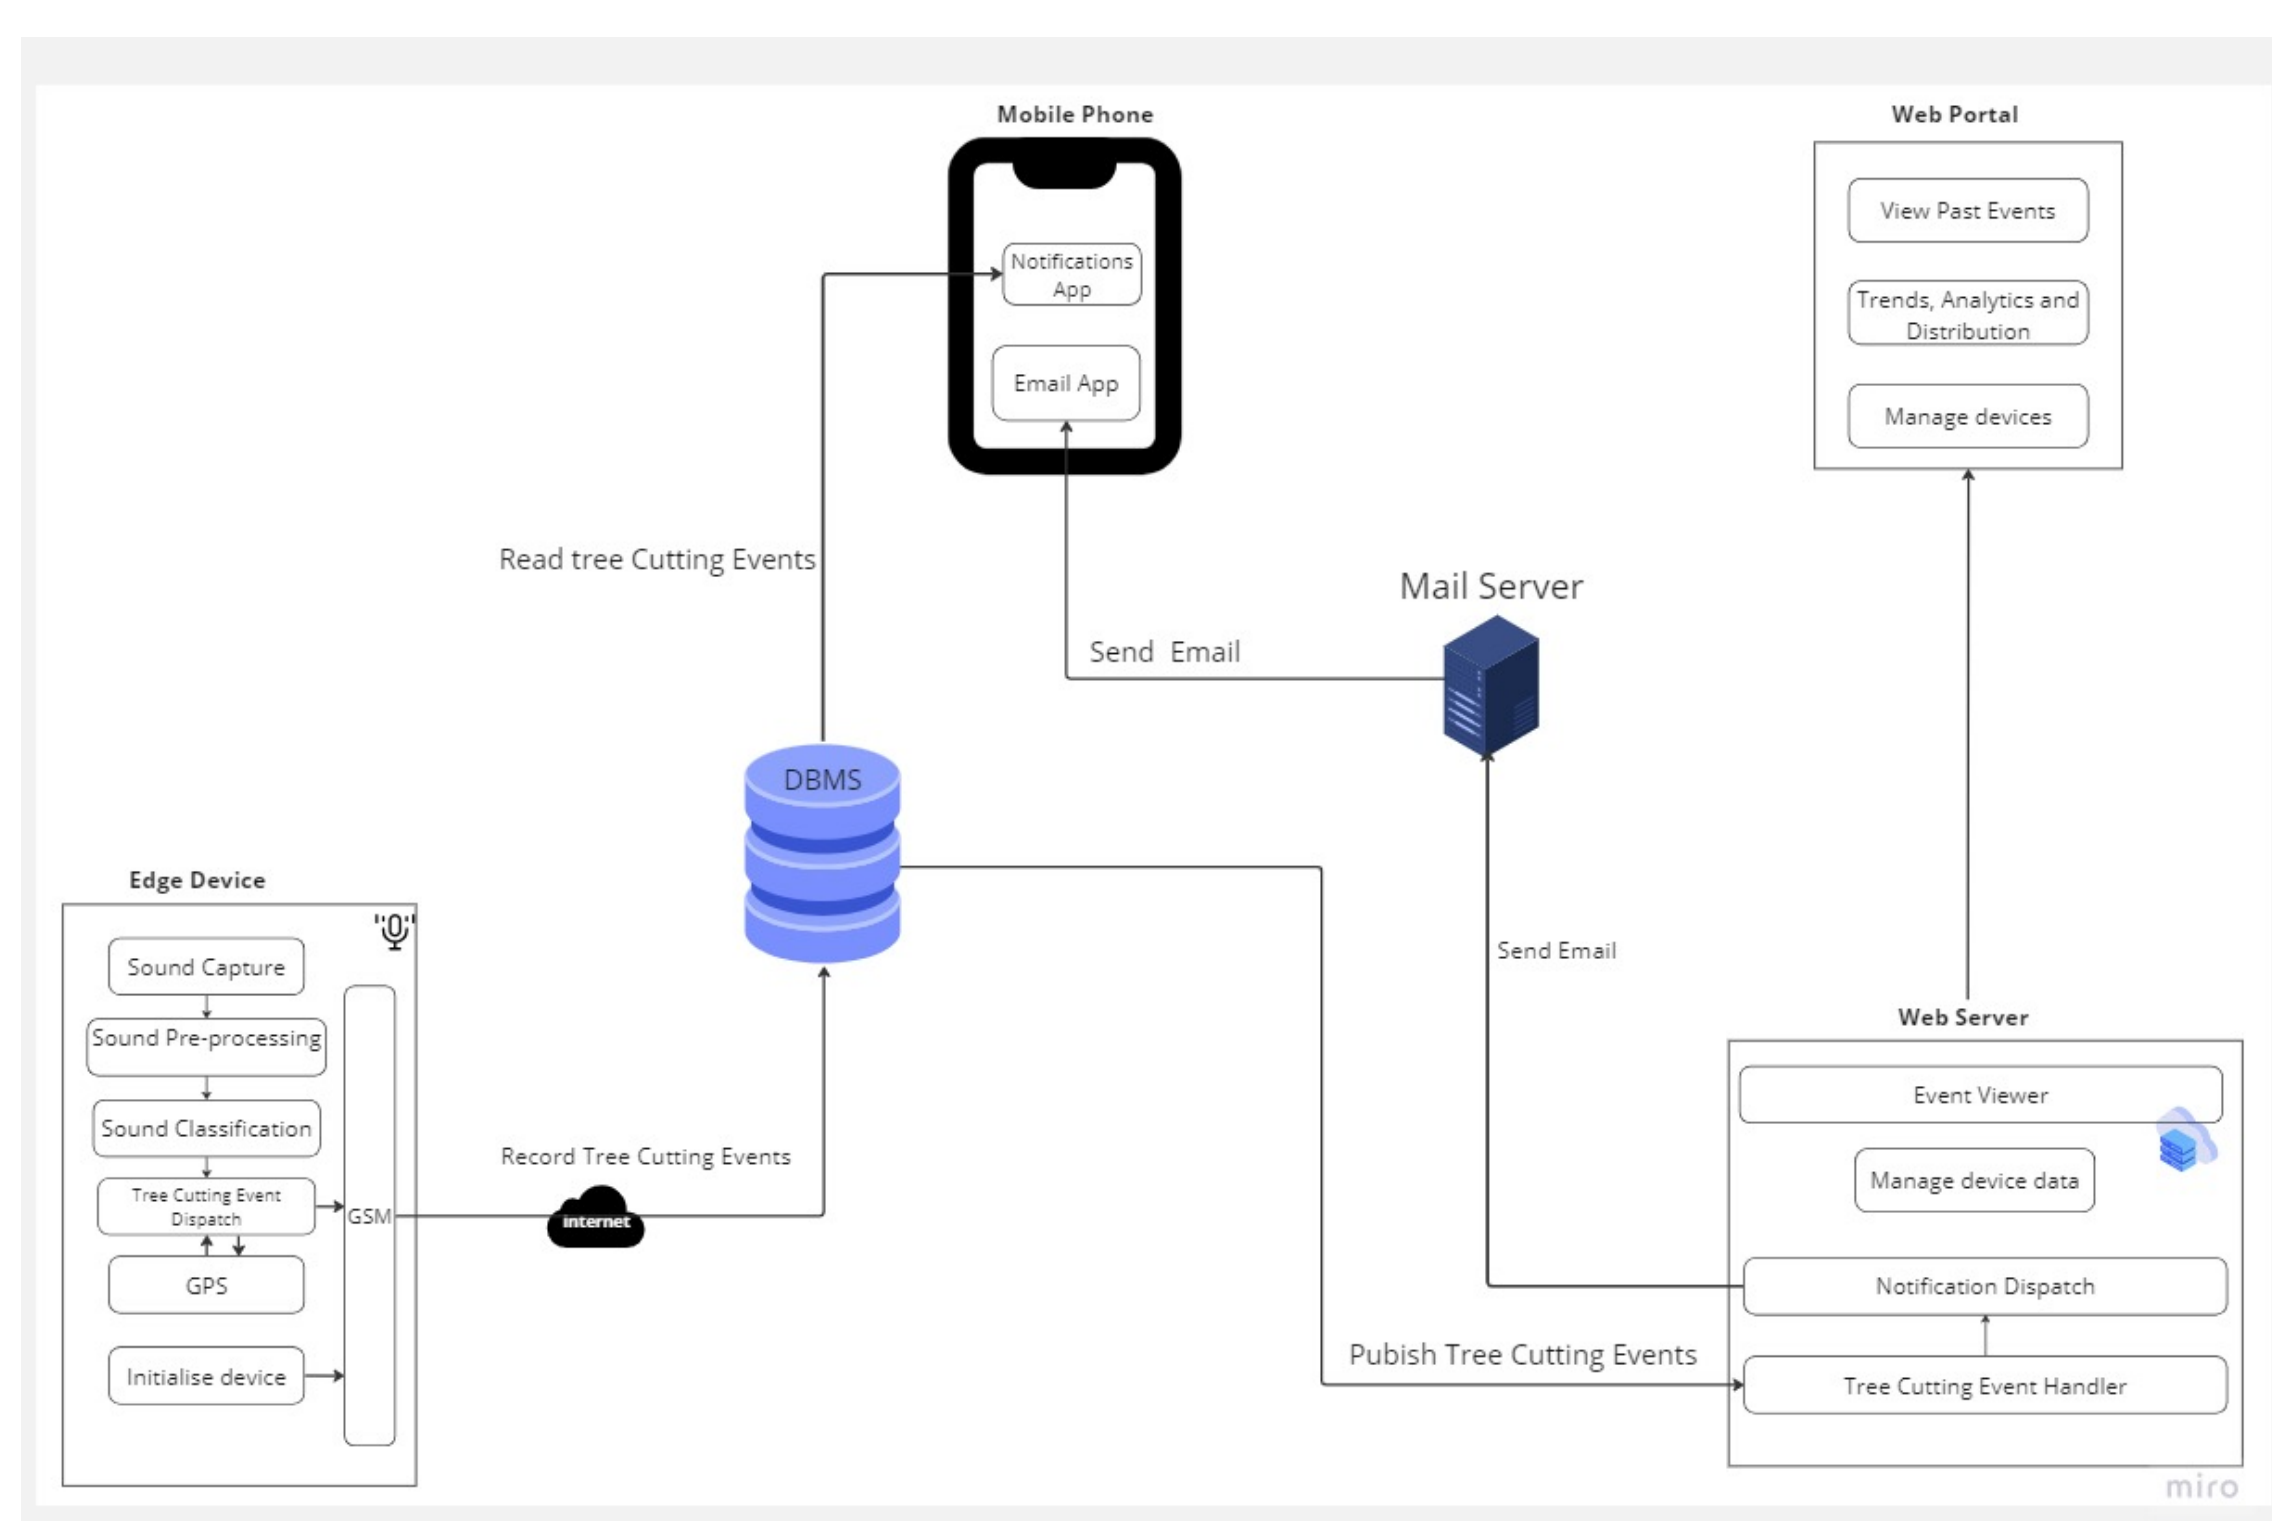 Mobile Phone
Notifications
App
Email App
Web Portal
View Past Events
Trends, Analytics and
Distribution
Manage devices
Read tree Cutting Events
Mail Server
Send Email
DBMS
Edge Device
Sound Capture
Sound Pre-processing
Sound Classification
Tree Cutting Event
Dispatch
GPS
Initialise device
GSM
Record Tree Cutting Events
internet
Send Email
Pubish Tree Cutting Events
Web Server
Event Viewer
Manage device data
Notification Dispatch
Tree Cutting Event Handler
miro